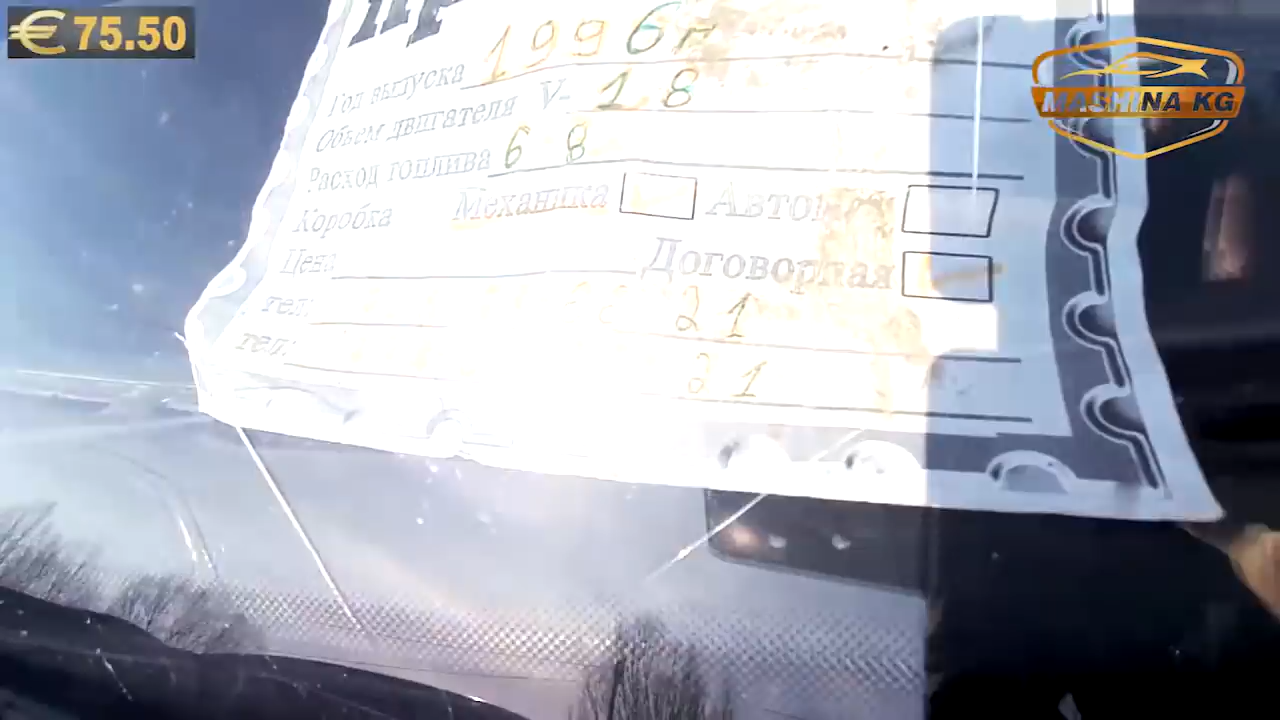 € 75.50
MASHINA KG
Год выпуска 1996г
Объем двигателя V- 1 8
Расход топлива 6 8
Коробка Механика Автомат
Цена Договорная
тел: 21
тел: 31